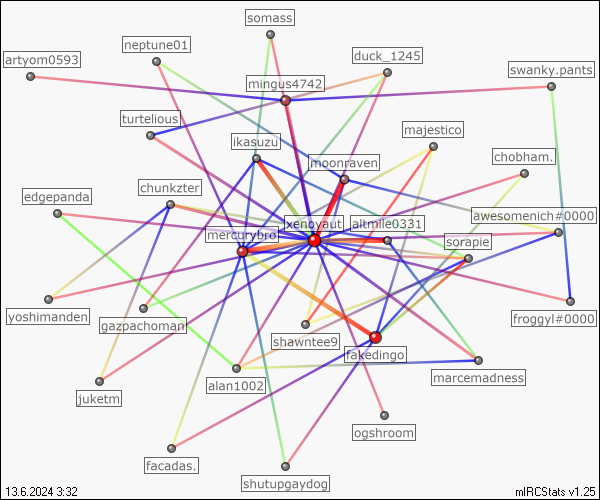 somass
neptune01
duck_1245
artyom0593
swanky.pants
mingus4742
turtelious
majestico
ikasuzu
chobham.
moonraven
chunkzter
edgepanda
awesomenich#0000
xenoyaut
altmile0331
mercurybro
sorapie
yoshimanden
froggyl#0000
gazpachoman
shawntee9
fakedingo
marcemadness
alan1002
juketm
ogshroom
facadas.
shutupgaydog
13.6.2024 3:32
mIRCStats v1.25